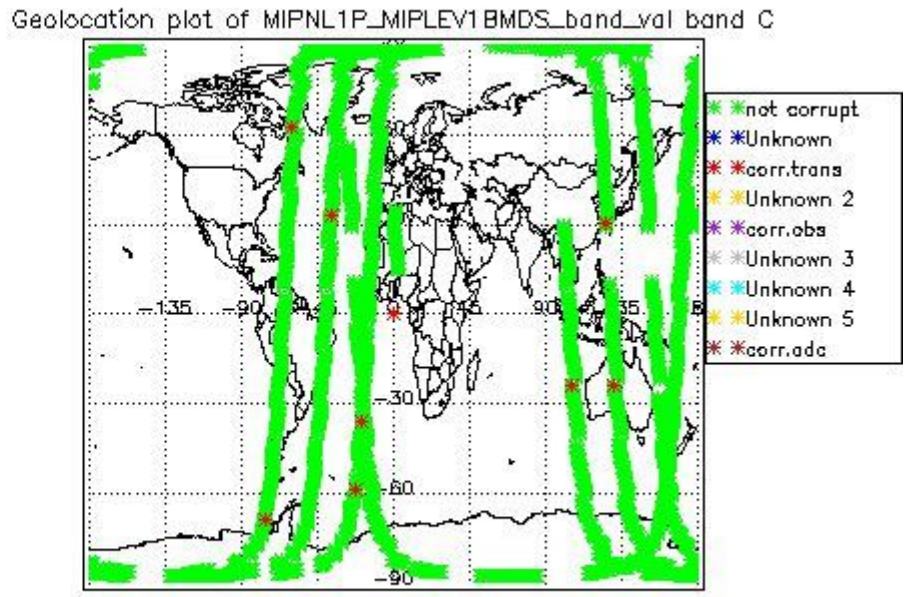 Geolocation plot of MIPNL1P_MIPLEV1BMDS_band_val band C
not corrupt
Unknown
corr.trans
Unknown 2
corr.obs
Unknown 3
Unknown 4
Unknown 5
corr.adc
-135 -90
-30
-60
-90